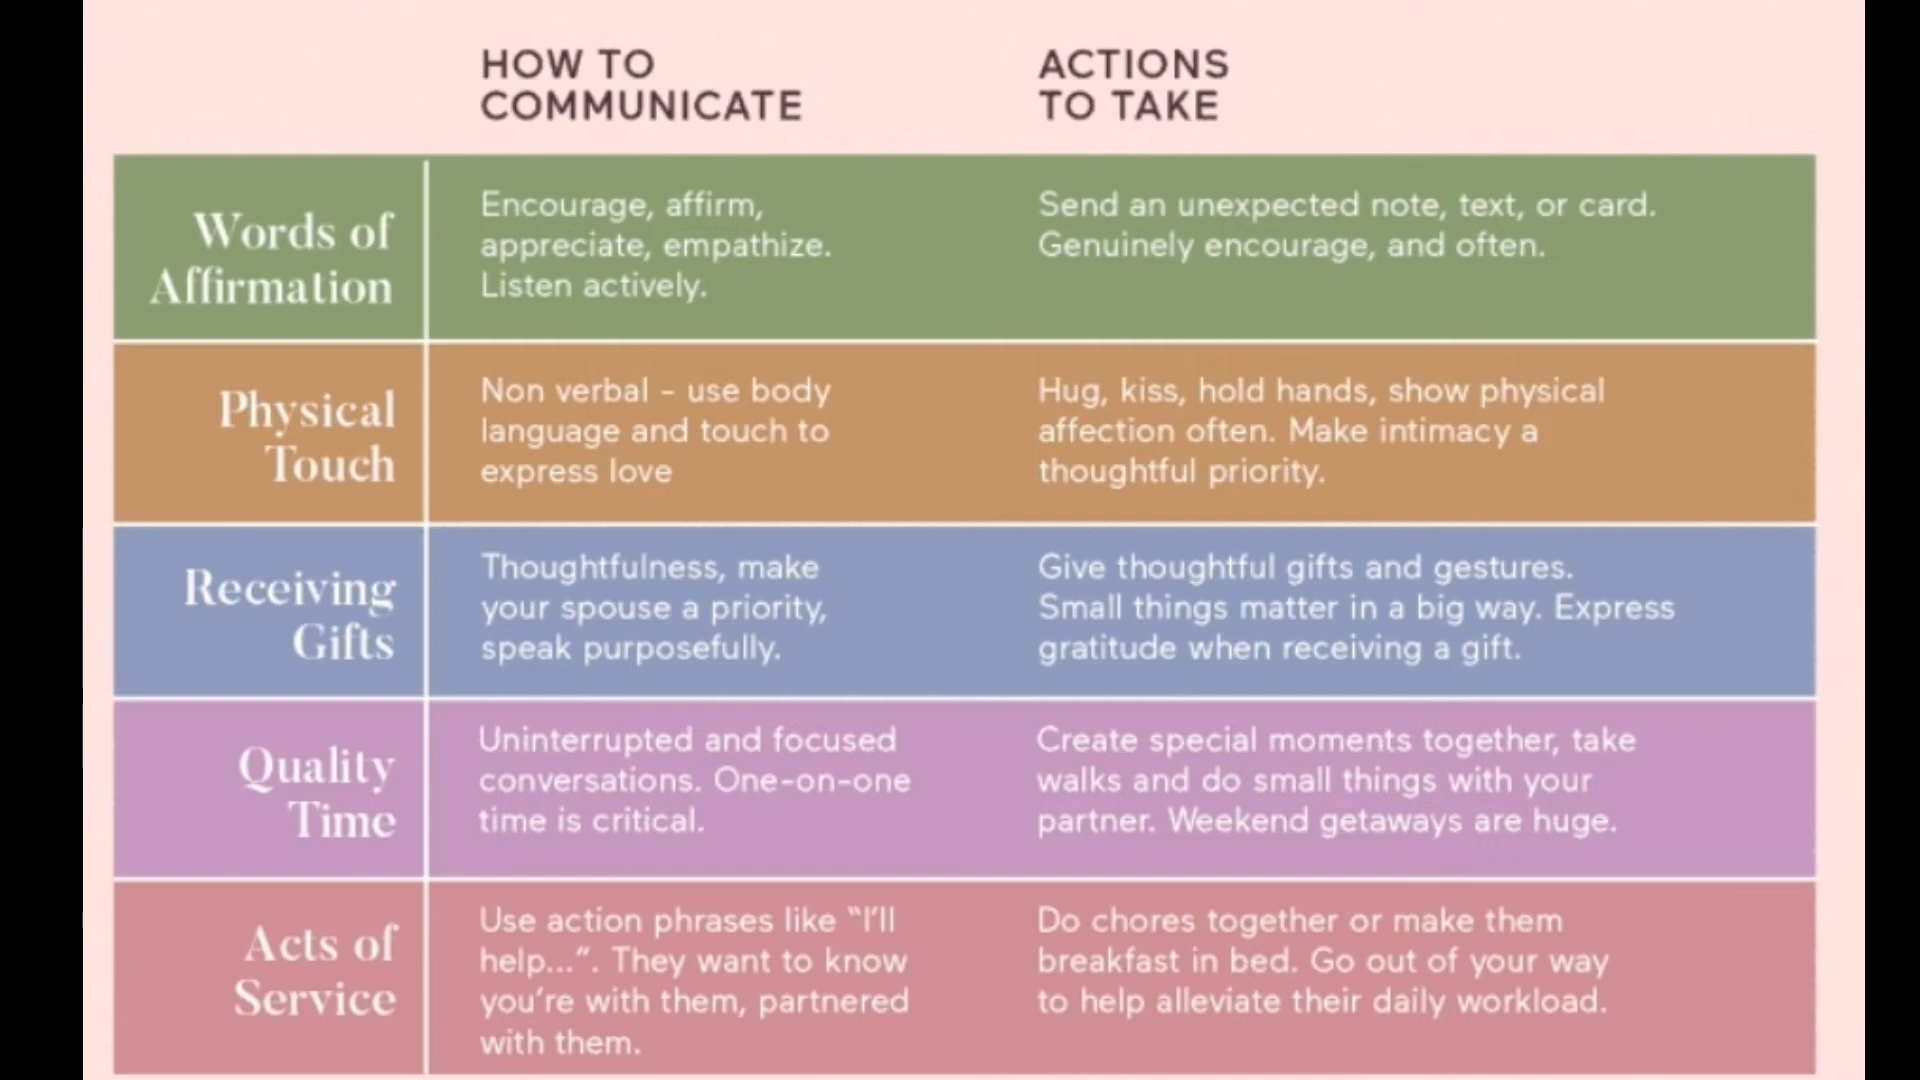 HOW TO
COMMUNICATE
ACTIONS
TO TAKE
Words of
Affirmation
Encourage, affirm,
appreciate, empathize.
Listen actively.
Send an unexpected note, text, or card.
Genuinely encourage, and often.
Physical
Touch
Non verbal - use body
language and touch to
express love
Hug, kiss, hold hands, show physical
affection often. Make intimacy a
thoughtful priority.
Receiving
Gifts
Thoughtfulness, make
your spouse a priority,
speak purposefully.
Give thoughtful gifts and gestures.
Small things matter in a big way. Express
gratitude when receiving a gift.
Quality
Time
Uninterrupted and focused
conversations. One-on-one
time is critical.
Create special moments together, take
walks and do small things with your
partner. Weekend getaways are huge.
Acts of
Service
Use action phrases like “I’ll
help...”. They want to know
you’re with them, partnered
with them.
Do chores together or make them
breakfast in bed. Go out of your way
to help alleviate their daily workload.